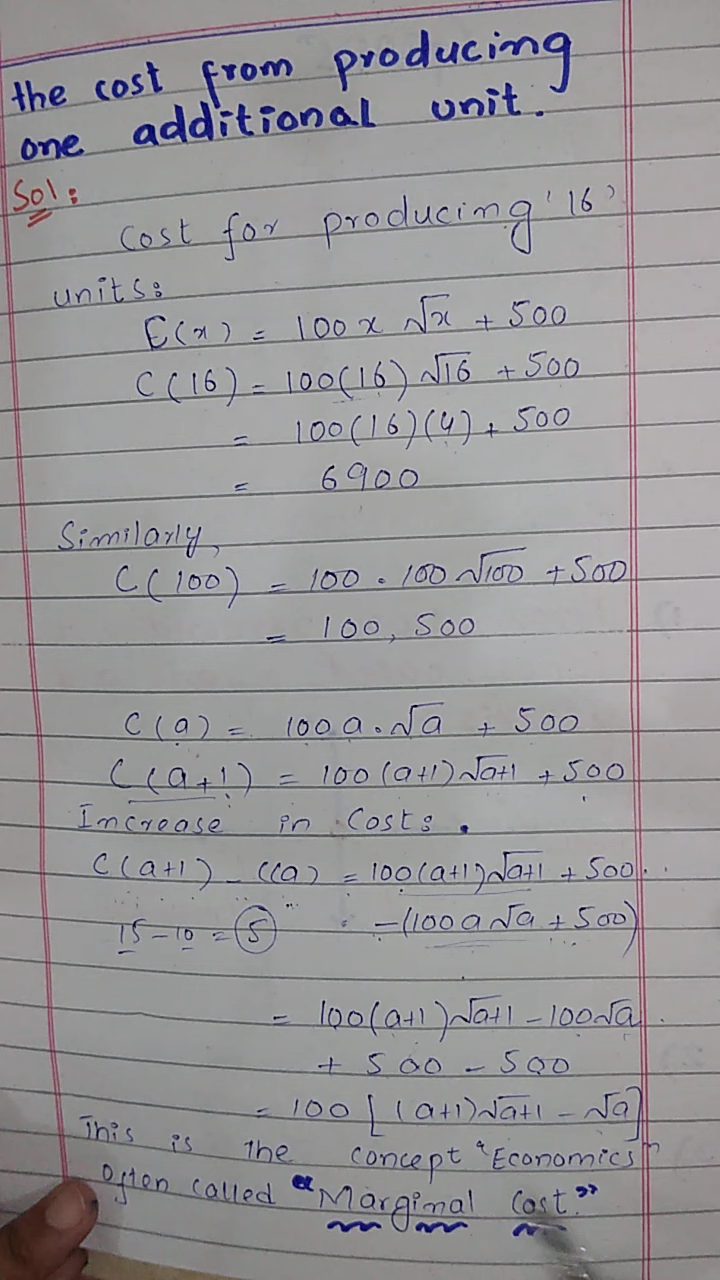 the cost from producing
one additional unit.
Sol:
Cost for producing '16'
units:
C(x) = 100x √x + 500
C(16) = 100(16) √16 + 500
= 100(16)(4) + 500
= 6900
Similarly,
C(100) = 100 . 100 √100 + 500
= 100,500
C(a) = 100a.√a + 500
C(a+1) = 100(a+1)√a+1 + 500
Increase in Cost:
C(a+1) - C(a) = 100(a+1)√a+1 + 500
15-10 = 5 -(100a√a + 500)
= 100(a+1)√a+1 - 100√a
+ 500 - 500
= 100 [(a+1)√a+1 - √a]
This is the concept "Economics"
Often called "Marginal Cost."